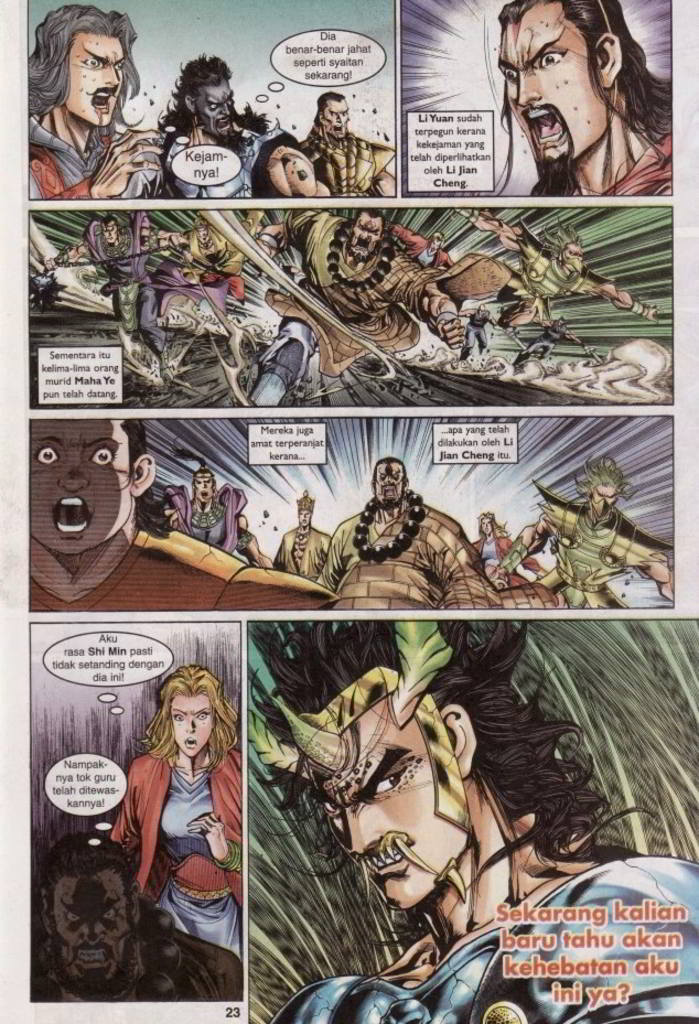 Dia
benar-benar jahat
seperti syaitan
sekarang!
Kejam-
nya!
Li Yuan sudah
terpegun kerana
kekejaman yang
telah diperlihatkan
oleh Li Jian
Cheng.
Sementara itu
kelima-lima orang
murid Maha Ye
pun telah datang.
Mereka juga
amat terperanjat
kerana...
...apa yang telah
dilakukan oleh Li
Jian Cheng itu.
Aku
rasa Shi Min pasti
tidak setanding dengan
dia ini!
Nampak-
nya tok guru
telah ditewas-
kannya!
Sekarang kalian
baru tahu akan
kehebatan aku
ini ya?
23